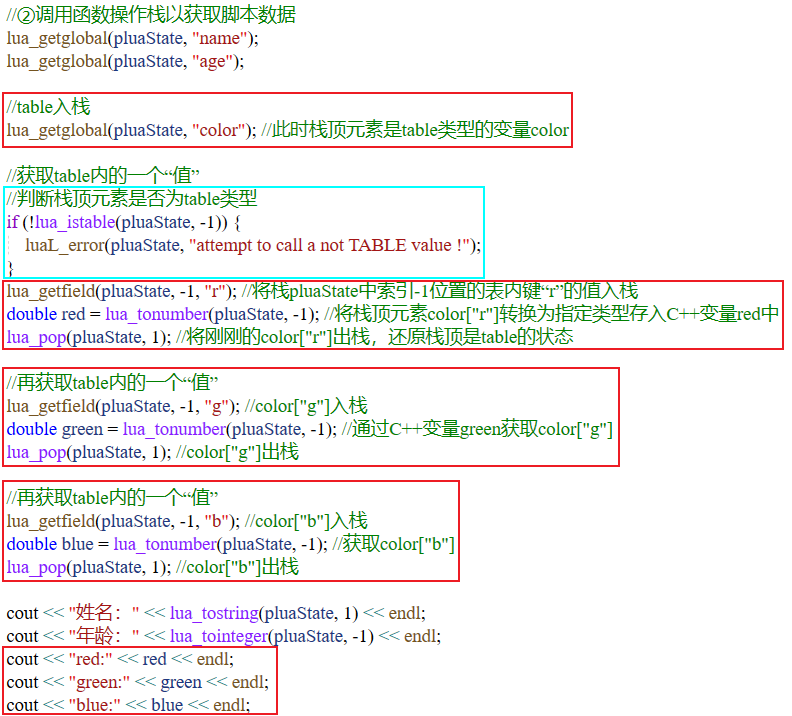 //②调用函数操作栈以获取脚本数据
lua_getglobal(pluaState, "name");
lua_getglobal(pluaState, "age");
//table入栈
lua_getglobal(pluaState, "color"); //此时栈顶元素是table类型的变量color
//获取table内的一个“值”
//判断栈顶元素是否为table类型
if (!lua_istable(pluaState, -1)) {
luaL_error(pluaState, "attempt to call a not TABLE value !");
}
lua_getfield(pluaState, -1, "r"); //将栈pluaState中索引-1位置的表内键“r”的值入栈
double red = lua_tonumber(pluaState, -1); //将栈顶元素color["r"]转换为指定类型存入C++变量red中
lua_pop(pluaState, 1); //将刚刚的color["r"]出栈，还原栈顶是table的状态
//再获取table内的一个“值”
lua_getfield(pluaState, -1, "g"); //color["g"]入栈
double green = lua_tonumber(pluaState, -1); //通过C++变量green获取color["g"]
lua_pop(pluaState, 1); //color["g"]出栈
//再获取table内的一个“值”
lua_getfield(pluaState, -1, "b"); //color["b"]入栈
double blue = lua_tonumber(pluaState, -1); //获取color["b"]
lua_pop(pluaState, 1); //color["b"]出栈
cout << "姓名：" << lua_tostring(pluaState, 1) << endl;
cout << "年龄：" << lua_tointeger(pluaState, -1) << endl;
cout << "red:" << red << endl;
cout << "green:" << green << endl;
cout << "blue:" << blue << endl;